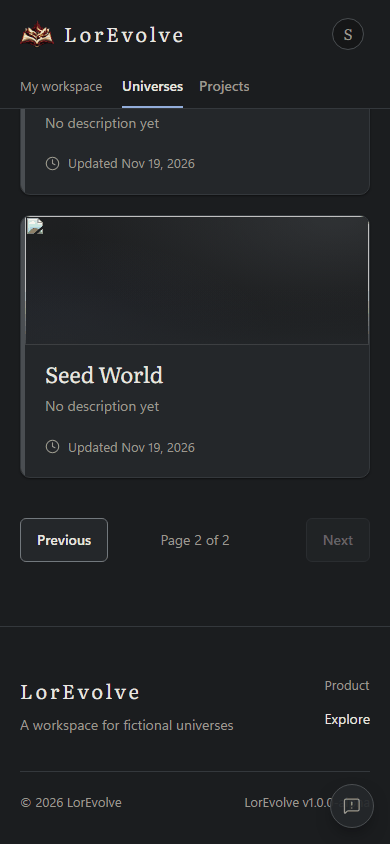 LorEvolve
S
My workspace
Universes
Projects
No description yet
Updated Nov 19, 2026
Seed World
No description yet
Updated Nov 19, 2026
Previous
Page 2 of 2
Next
LorEvolve
A workspace for fictional universes
Product
Explore
© 2026 LorEvolve
LorEvolve v1.0.0